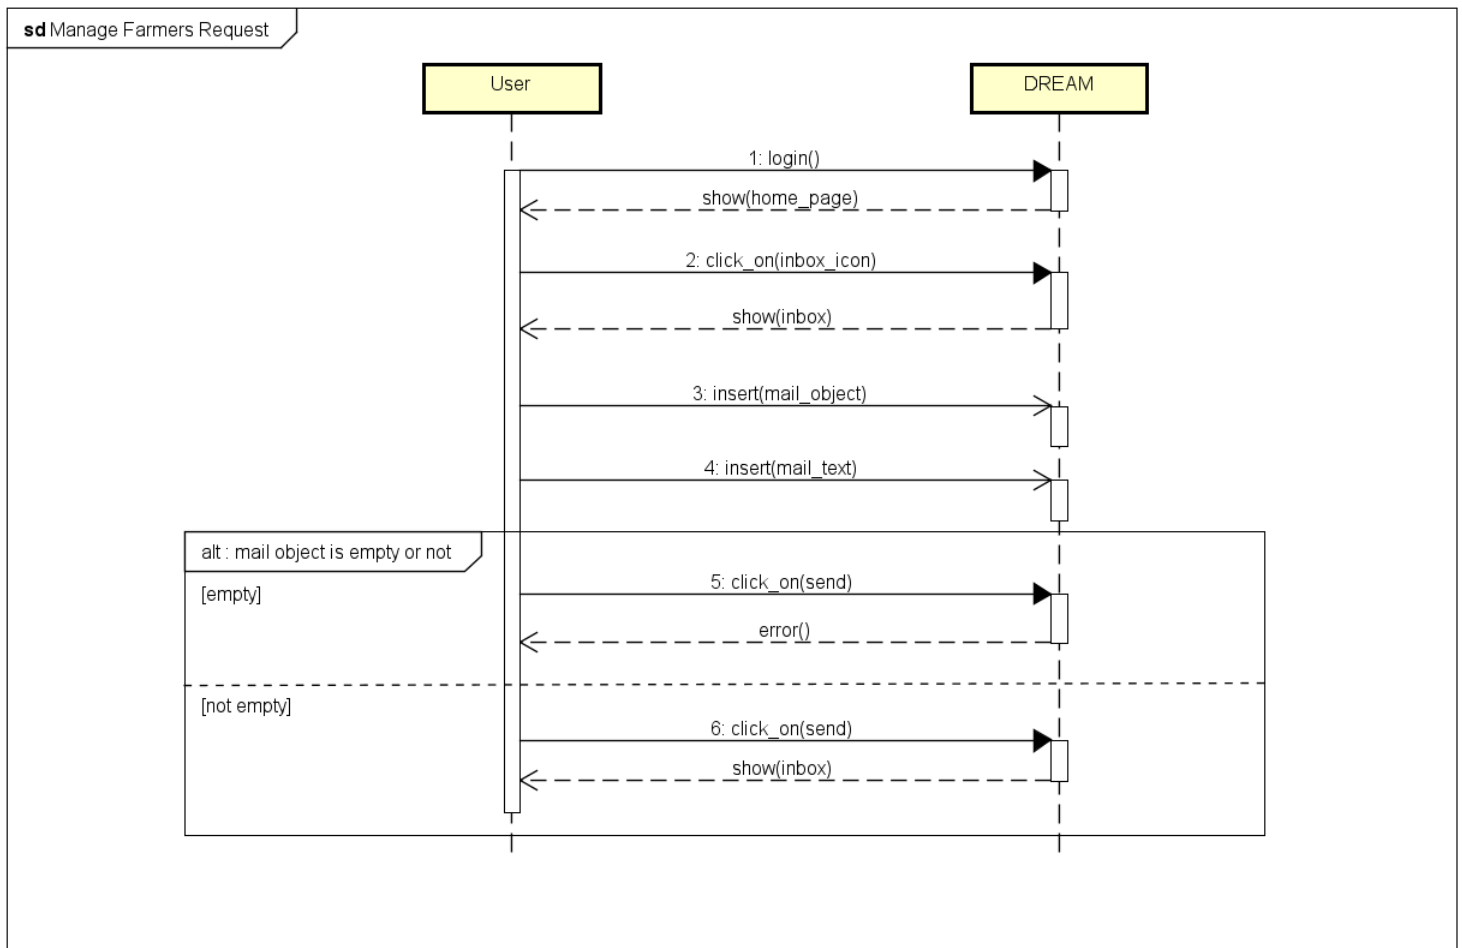 sd Manage Farmers Request
User
DREAM
1: login()
show(home_page)
2: click_on(inbox_icon)
show(inbox)
3: insert(mail_object)
4: insert(mail_text)
alt : mail object is empty or not
[empty]
5: click_on(send)
error()
[not empty]
6: click_on(send)
show(inbox)